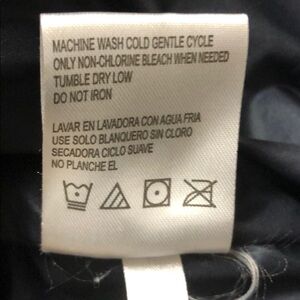 MACHINE WASH COLD GENTLE CYCLE
ONLY NON-CHLORINE BLEACH WHEN NEEDED
TUMBLE DRY LOW
DO NOT IRON
LAVAR EN LAVADORA CON AGUA FRIA
USE SOLO BLANQUERO SIN CLORO
SECADORA CICLO SUAVE
NO PLANCHE EL